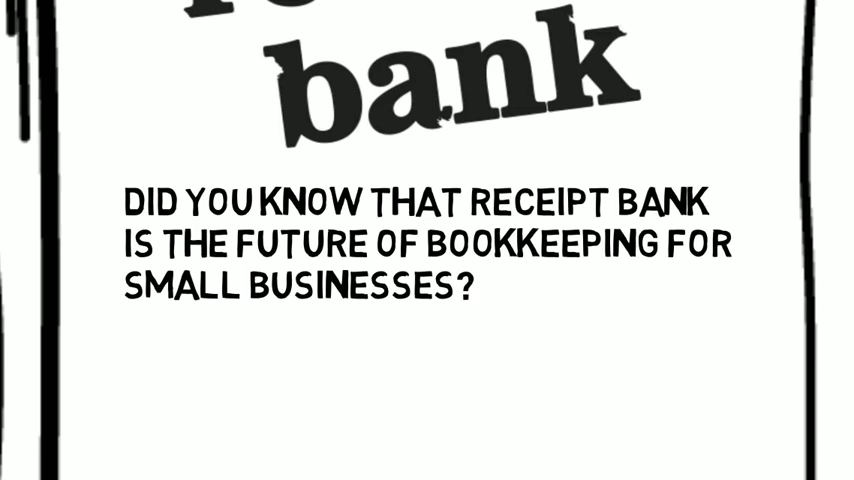 bank
DID YOU KNOW THAT RECEIPT BANK
IS THE FUTURE OF BOOKKEEPING FOR
SMALL BUSINESSES?